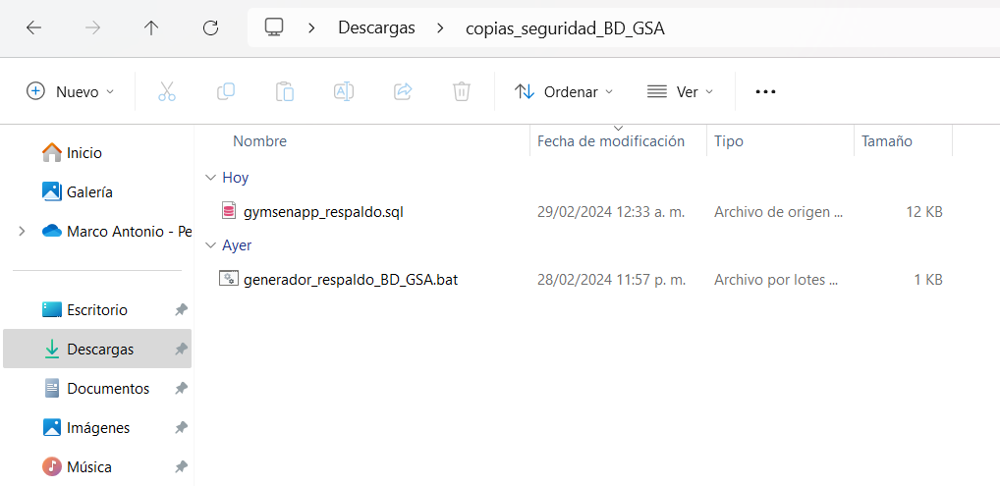 Descargas copias_seguridad_BD_GSA
Nuevo Ordenar Ver
Nombre Fecha de modificación Tipo Tamaño
Inicio
Galería
Marco Antonio - Pe
Escritorio
Descargas
Documentos
Imágenes
Música
Hoy
gymsenapp_respaldo.sql 29/02/2024 12:33 a. m. Archivo de origen ... 12 KB
Ayer
generador_respaldo_BD_GSA.bat 28/02/2024 11:57 p. m. Archivo por lotes ... 1 KB